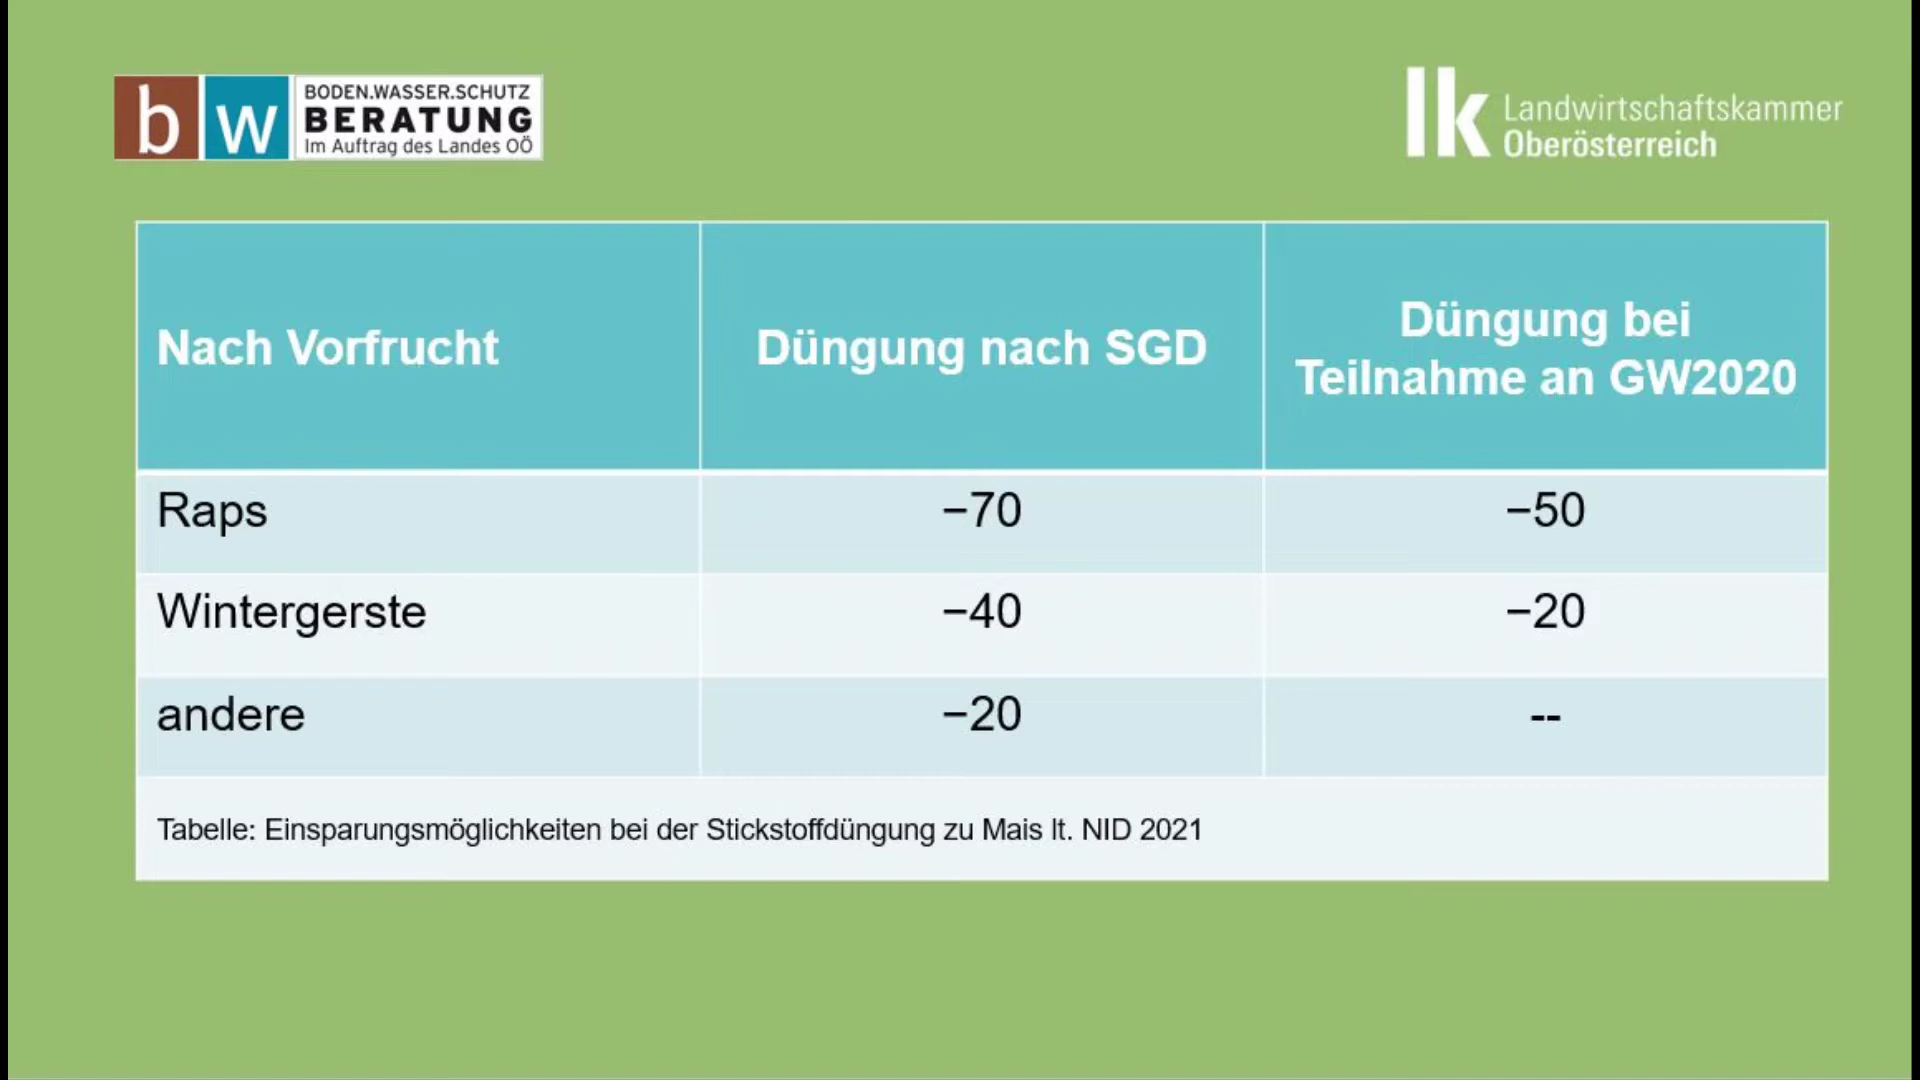 b w
BODEN.WASSER.SCHUTZ
BERATUNG
Im Auftrag des Landes OÖ
lk
Landwirtschaftskammer
Oberösterreich
Nach Vorfrucht
Düngung nach SGD
Düngung bei
Teilnahme an GW2020
Raps
−70
−50
Wintergerste
−40
−20
andere
−20
--
Tabelle: Einsparungsmöglichkeiten bei der Stickstoffdüngung zu Mais lt. NID 2021